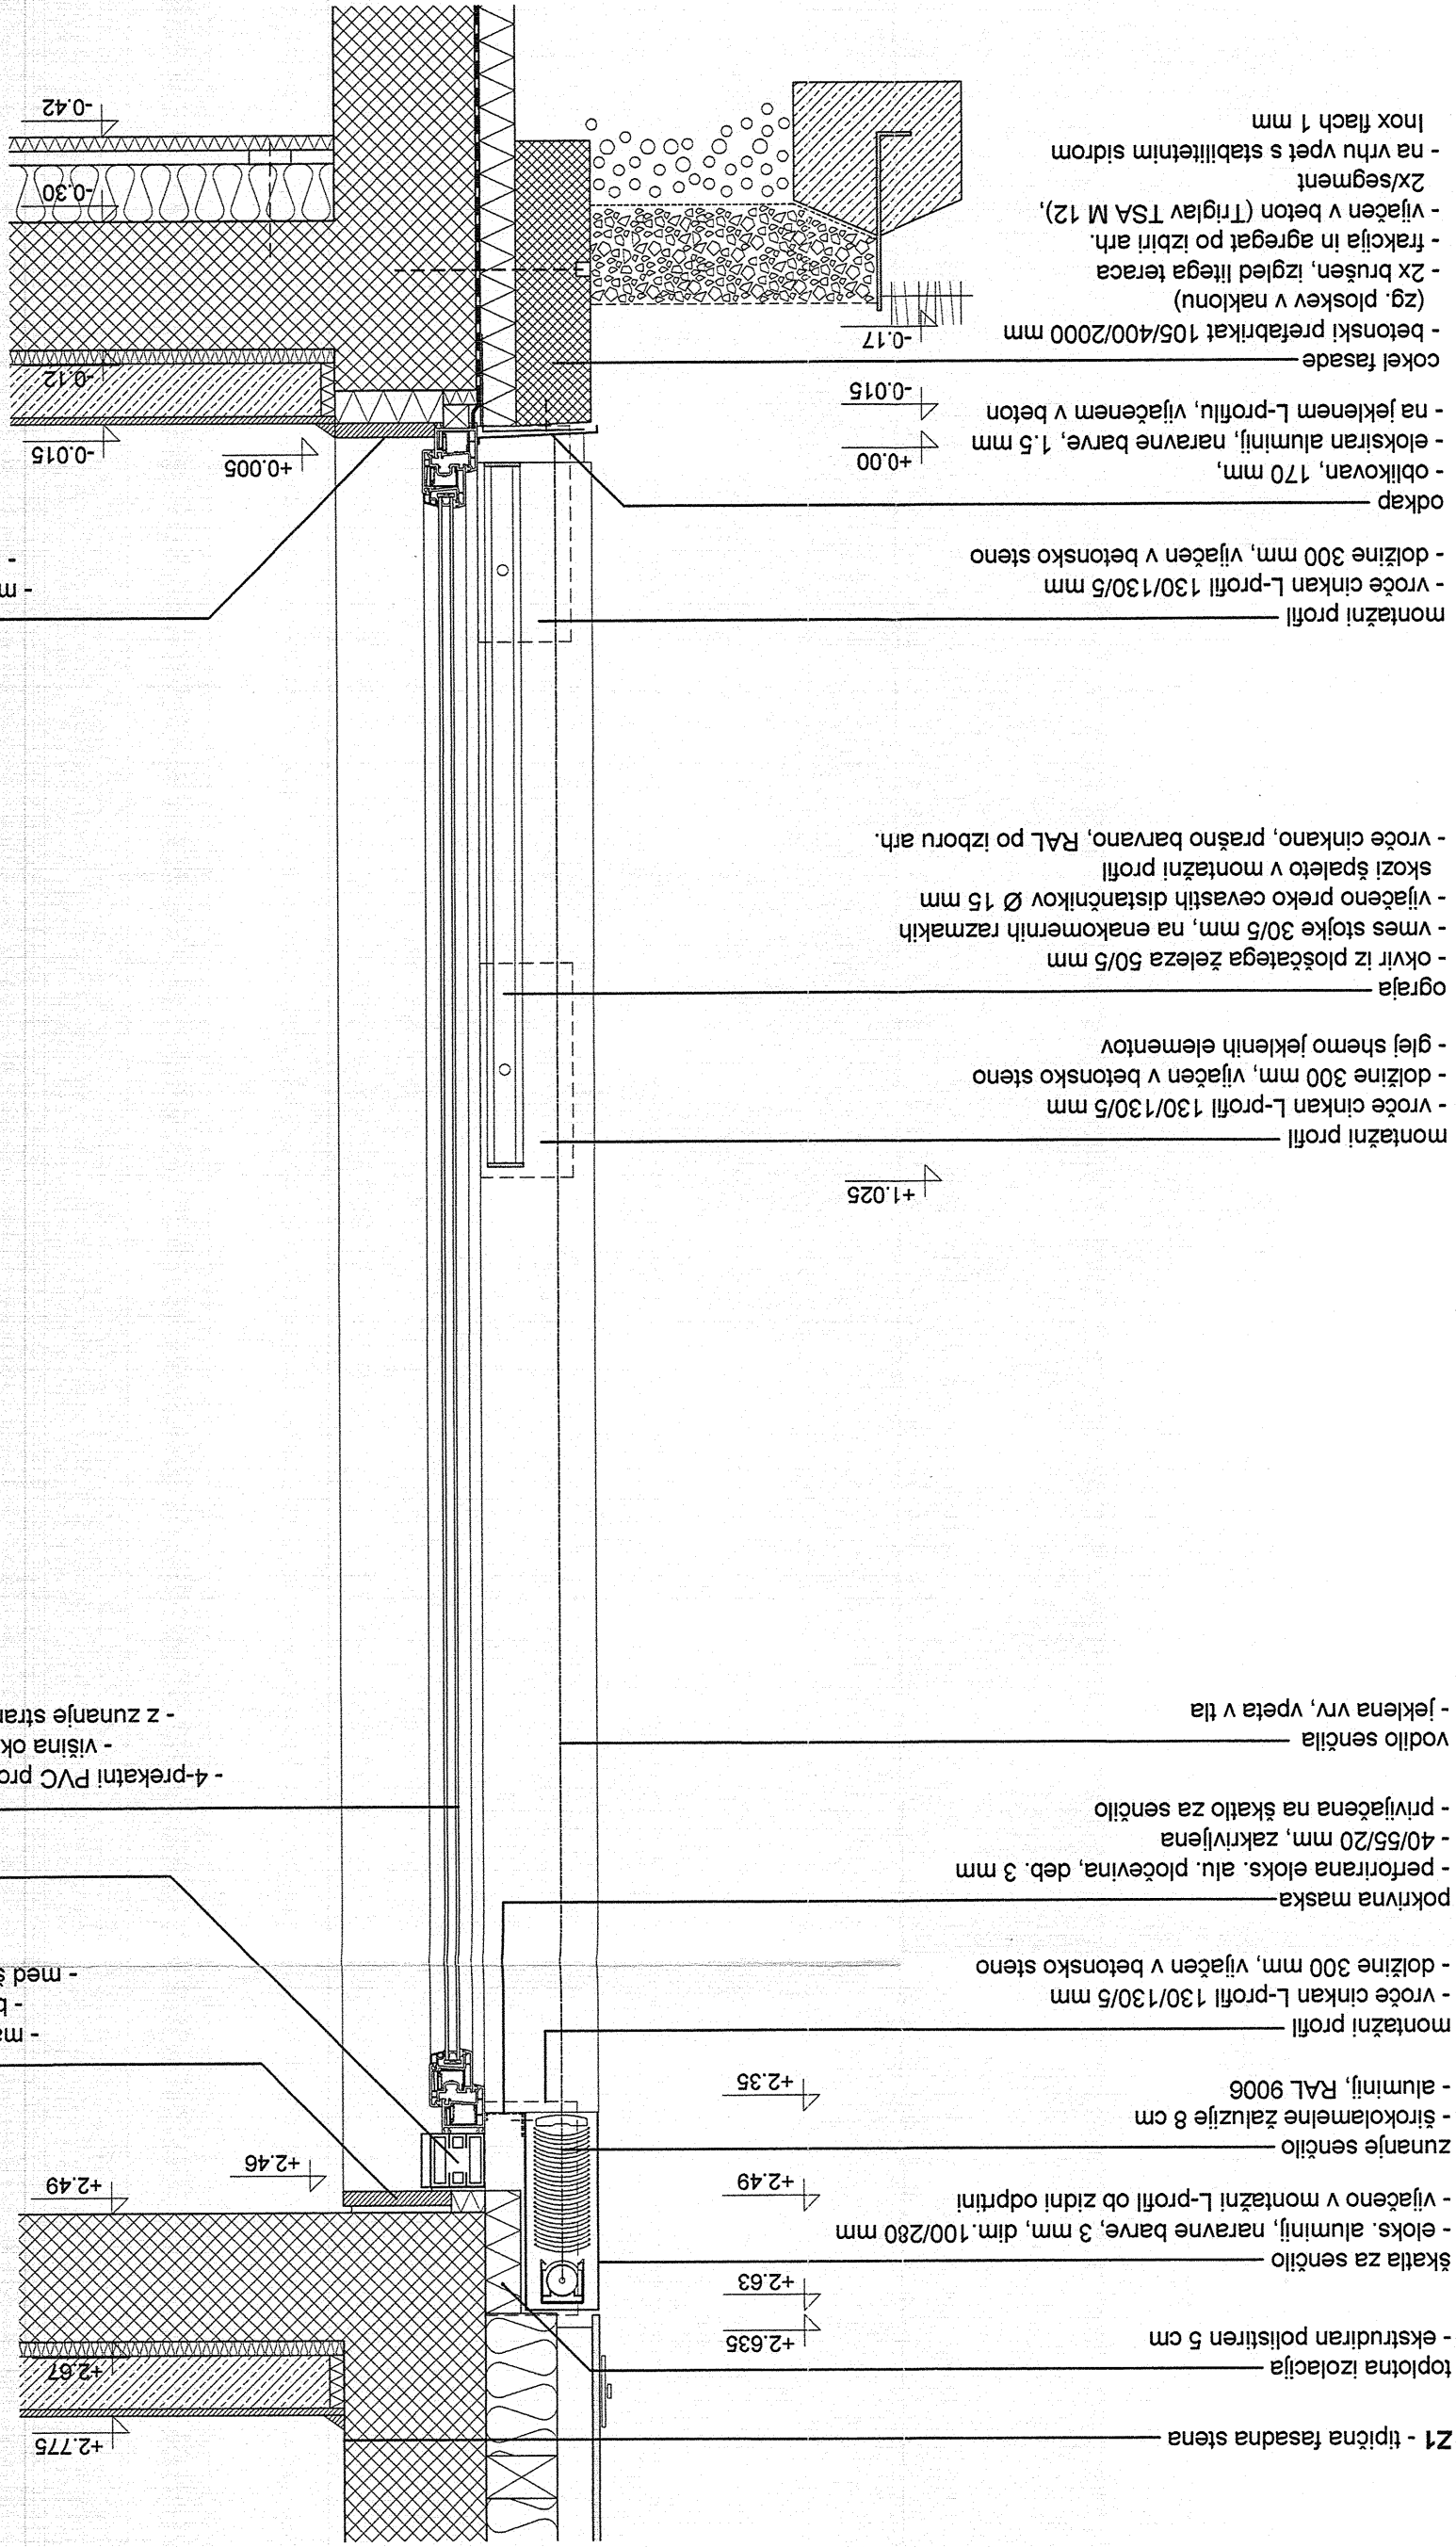 Z1 - tipična fasadna stena
toplotna izolacija
- ekstrudiran polistiren 5 cm
škatla za senčilo
- eloks. aluminij, naravne barve, 3 mm, dim.100/280 mm
- vijačeno v montažni L-profil ob zidni odprtini
zunanje senčilo
- širokolamelne žaluzije 8 cm
- aluminij, RAL 9006
montažni profil
- vroče cinkan L-profil 130/130/5 mm
- dolžine 300 mm, vijačen v betonsko steno
pokrivna maska
- perforirana eloks. alu. pločevina, deb. 3 mm
- 40/55/20 mm, zakrivljena
- privijačena na škatlo za senčilo
vodilo senčila
- jeklena vrv, vpeta v tla
montažni profil
- vroče cinkan L-profil 130/130/5 mm
- dolžine 300 mm, vijačen v betonsko steno
- glej shemo jeklenih elementov
ograja
- okvir iz ploščatega železa 50/5 mm
- vmes stojke 30/5 mm, na enakomernih razmakih
- vijačeno preko cevastih distančnikov Ø 15 mm
skozi špaleto v montažni profil
- vroče cinkano, prašno barvano, RAL po izboru arh.
montažni profil
- vroče cinkan L-profil 130/130/5 mm
- dolžine 300 mm, vijačen v betonsko steno
odkap
- oblikovan, 170 mm,
- eloksiran aluminij, naravne barve, 1.5 mm
- na jeklenem L-profilu, vijačenem v beton
cokel fasade
- betonski prefabrikat 105/400/2000 mm
(zg. ploskev v naklonu)
- 2x brušen, izgled litega teraca
- frakcija in agregat po izbiri arh.
- vijačen v beton (Triglav TSA M 12),
2x/segment
- na vrhu vpet s stabilitetnim sidrom
Inox flach 1 mm
+2.635
+2.63
+2.49
+2.35
+1.025
+0.00
-0.015
-0.17
+2.775
+2.67
+2.49
+2.46
- ma
- b
- med š
- 4-prekatni PVC pro
- višina ok
- z zunanje stran
- m
-
+0.005
-0.015
-0.12
-0.30
-0.42